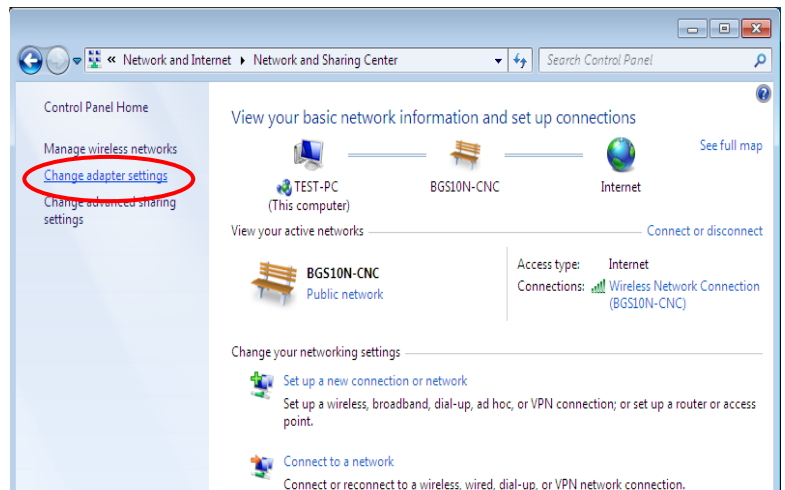 « Network and Internet ▸ Network and Sharing Center
Search Control Panel
Control Panel Home
Manage wireless networks
Change adapter settings
Change advanced sharing
settings
View your basic network information and set up connections
See full map
TEST-PC
(This computer)
BGS10N-CNC
Internet
View your active networks
Connect or disconnect
BGS10N-CNC
Public network
Access type: Internet
Connections: Wireless Network Connection
(BGS10N-CNC)
Change your networking settings
Set up a new connection or network
Set up a wireless, broadband, dial-up, ad hoc, or VPN connection; or set up a router or access
point.
Connect to a network
Connect or reconnect to a wireless, wired, dial-up, or VPN network connection.